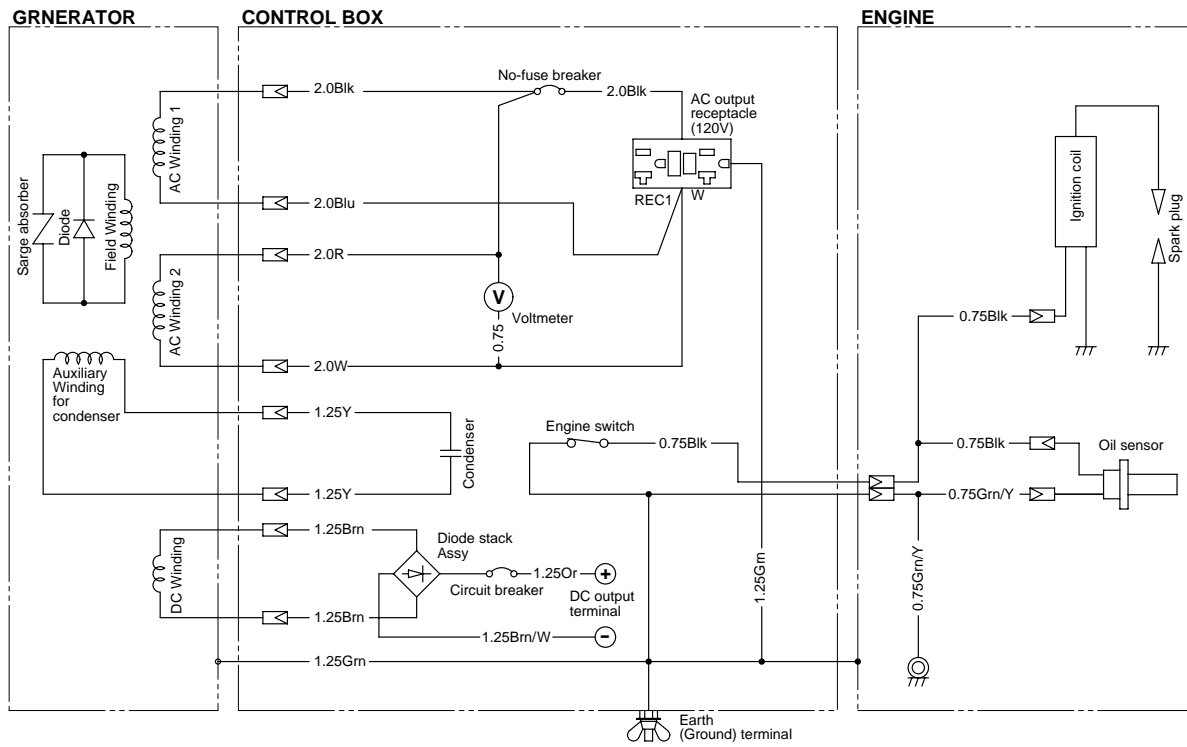 GRNERATOR
CONTROL BOX
ENGINE
No-fuse breaker
2.0Blk
2.0Blk
AC output
receptacle
(120V)
AC Winding 1
Sarge absorber
Diode
Field Winding
REC1
W
2.0Blu
Ignition coil
Spark plug
2.0R
AC Winding 2
V
Voltmeter
0.75
0.75Blk
2.0W
Auxiliary
Winding
for
condenser
1.25Y
Condenser
1.25Y
Engine switch
0.75Blk
0.75Blk
Oil sensor
0.75Grn/Y
1.25Brn
DC Winding
Diode stack
Assy
1.25Or
+
Circuit breaker
DC output
terminal
1.25Brn
1.25Brn/W
−
1.25Grn
0.75Grn/Y
1.25Grn
Earth
(Ground) terminal